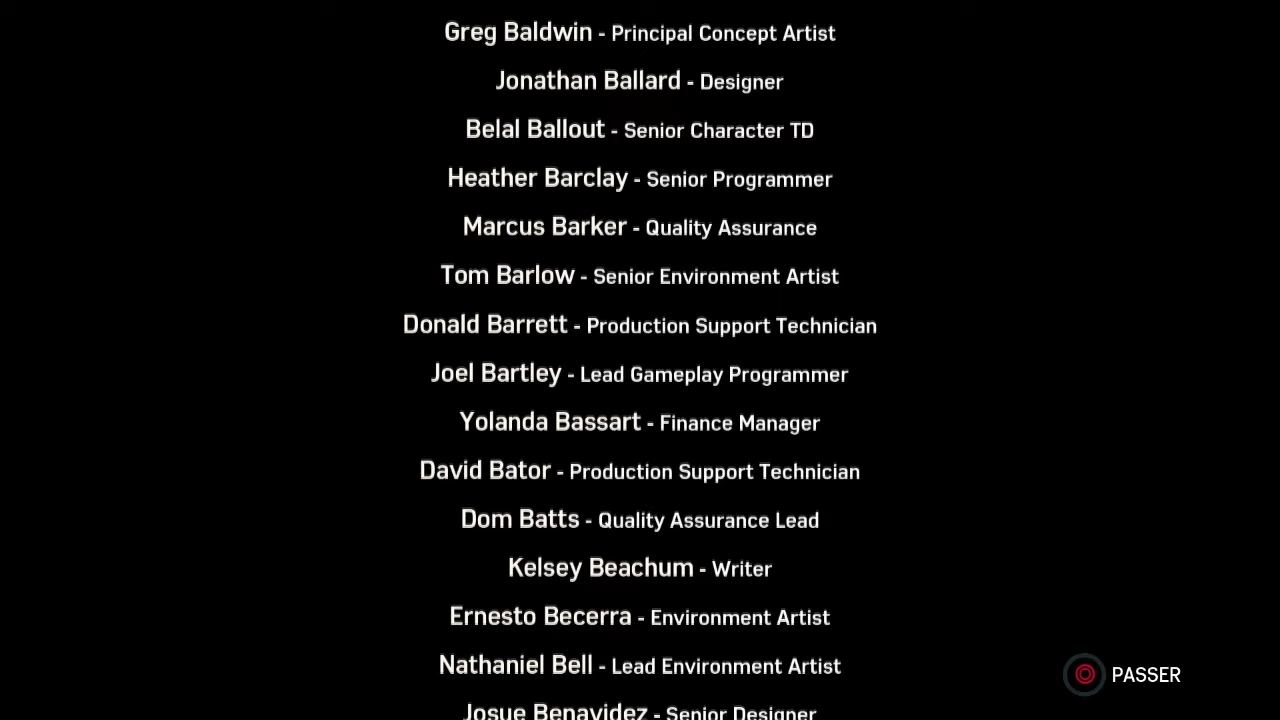 Greg Baldwin - Principal Concept Artist
Jonathan Ballard - Designer
Belal Ballout - Senior Character TD
Heather Barclay - Senior Programmer
Marcus Barker - Quality Assurance
Tom Barlow - Senior Environment Artist
Donald Barrett - Production Support Technician
Joel Bartley - Lead Gameplay Programmer
Yolanda Bassart - Finance Manager
David Bator - Production Support Technician
Dom Batts - Quality Assurance Lead
Kelsey Beachum - Writer
Ernesto Becerra - Environment Artist
Nathaniel Bell - Lead Environment Artist
PASSER
Josue Benavidez - Senior Designer